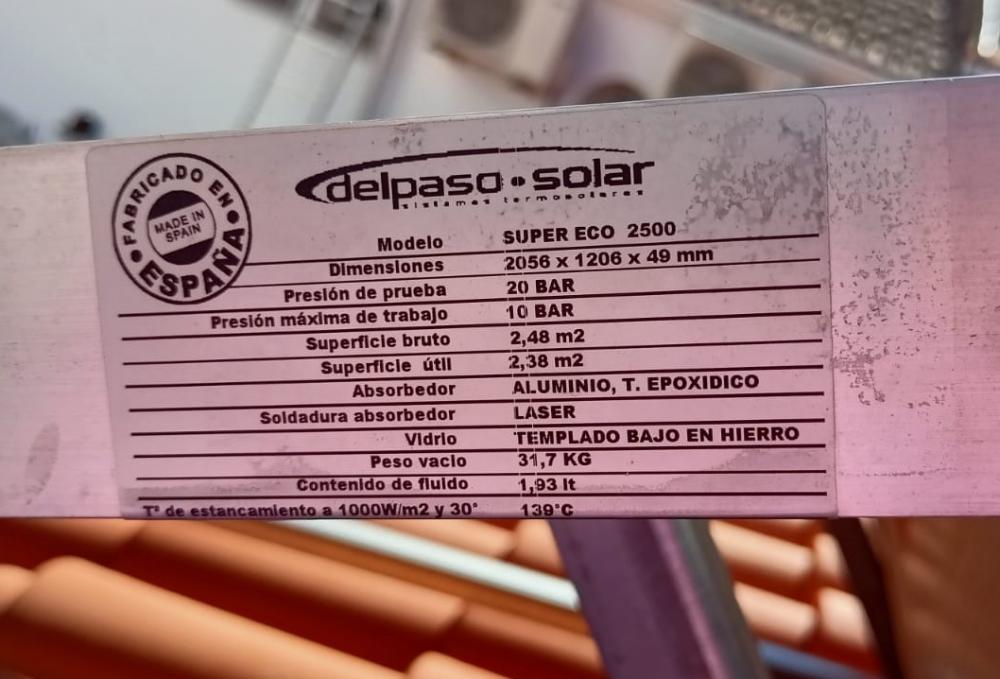 FABRICADO EN
ESPAÑA
MADE IN
SPAIN
delpaso solar
sistemas termosolares
Modelo SUPER ECO 2500
Dimensiones 2056 x 1206 x 49 mm
Presión de prueba 20 BAR
Presión máxima de trabajo 10 BAR
Superficie bruto 2,48 m2
Superficie útil 2,38 m2
Absorbedor ALUMINIO, T. EPOXIDICO
Soldadura absorbedor LASER
Vidrio TEMPLADO BAJO EN HIERRO
Peso vacio 31,7 KG
Contenido de fluido 1,93 lt
Tª de estancamiento a 1000W/m2 y 30° 139°C